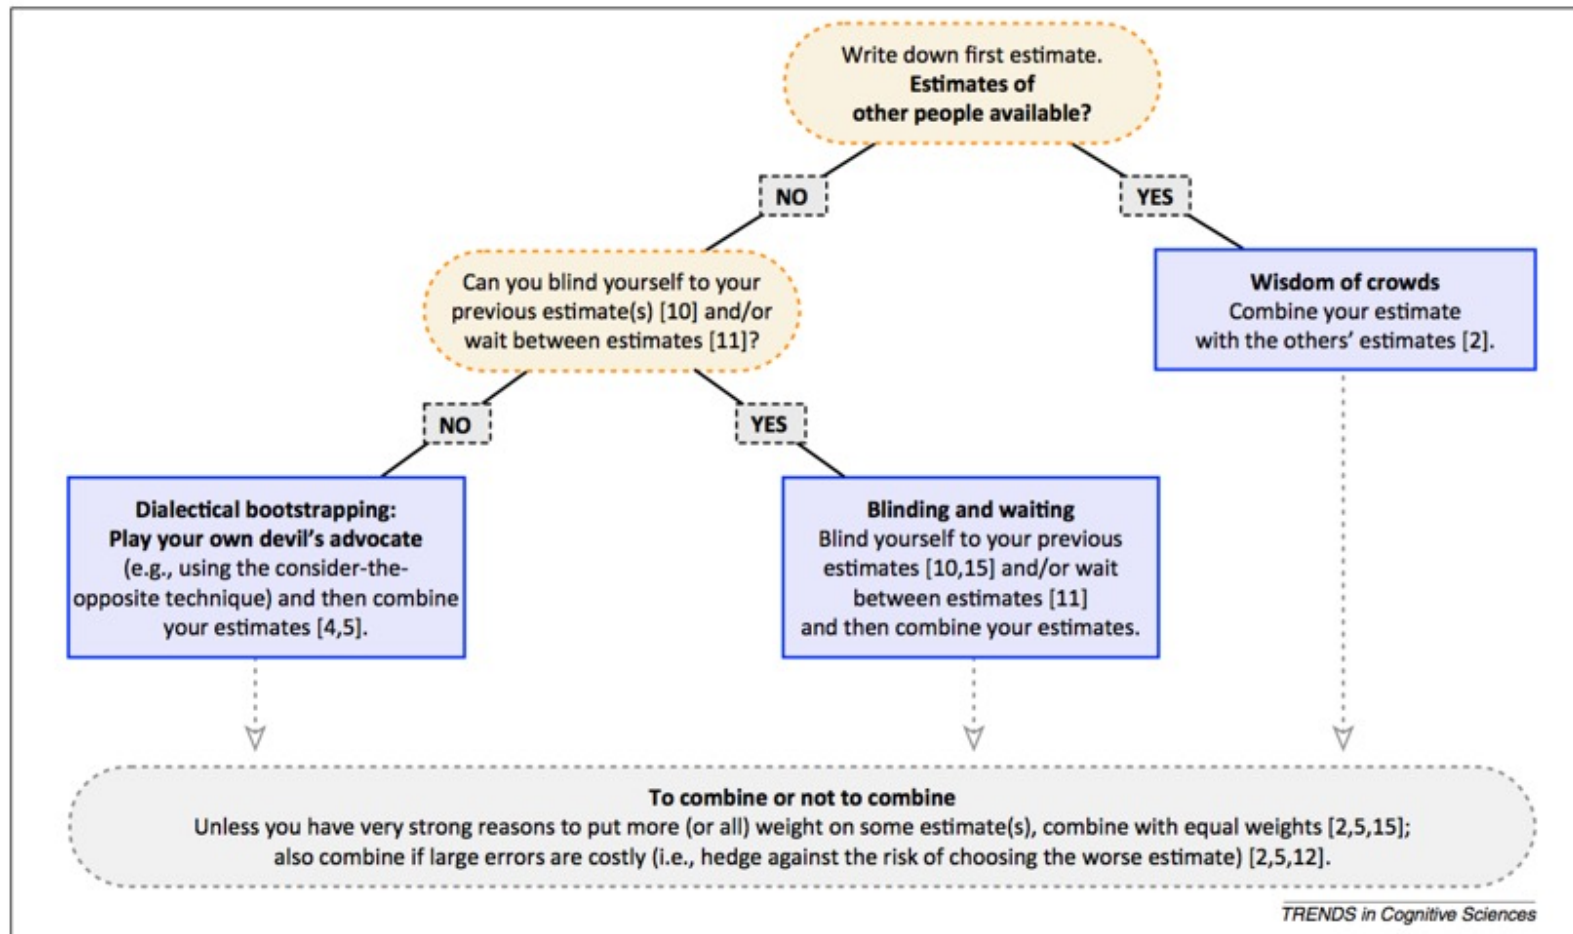 Write down first estimate.
Estimates of
other people available?
NO
YES
Can you blind yourself to your
previous estimate(s) [10] and/or
wait between estimates [11]?
Wisdom of crowds
Combine your estimate
with the others’ estimates [2].
NO
YES
Dialectical bootstrapping:
Play your own devil’s advocate
(e.g., using the consider-the-
opposite technique) and then combine
your estimates [4,5].
Blinding and waiting
Blind yourself to your previous
estimates [10,15] and/or wait
between estimates [11]
and then combine your estimates.
To combine or not to combine
Unless you have very strong reasons to put more (or all) weight on some estimate(s), combine with equal weights [2,5,15];
also combine if large errors are costly (i.e., hedge against the risk of choosing the worse estimate) [2,5,12].
TRENDS in Cognitive Sciences